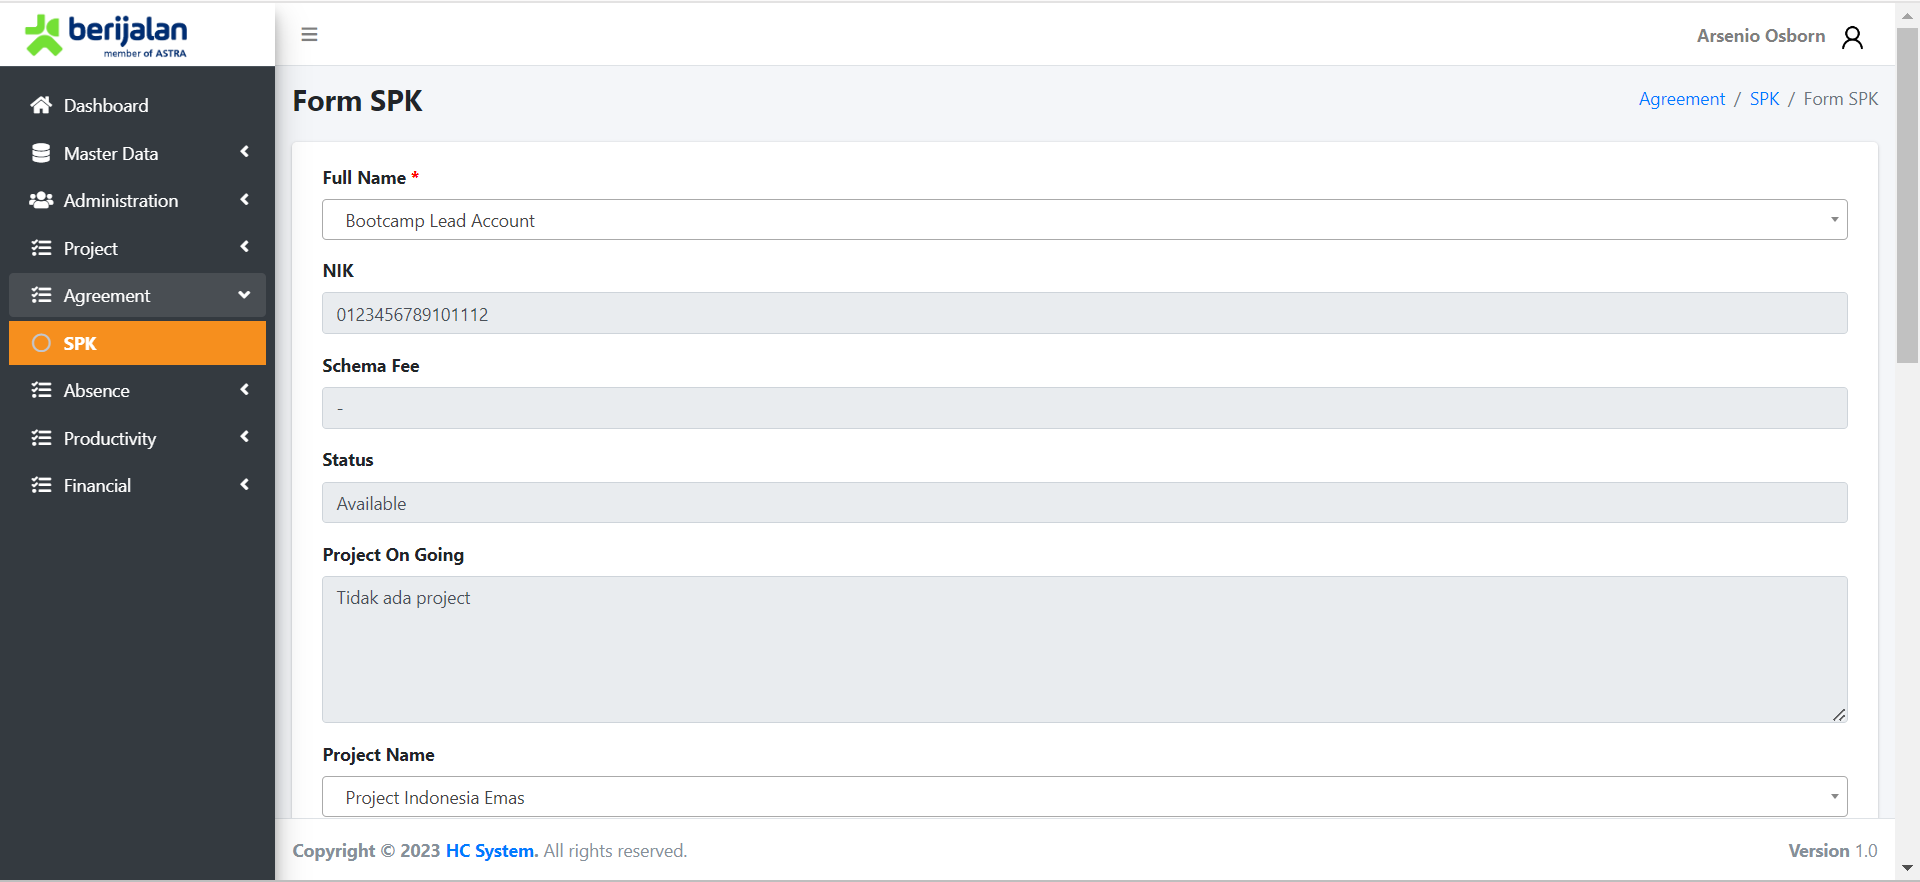 berijalan
member of ASTRA
Arsenio Osborn
Dashboard
Master Data
Administration
Project
Agreement
SPK
Absence
Productivity
Financial
Form SPK
Agreement / SPK / Form SPK
Full Name *
Bootcamp Lead Account
NIK
0123456789101112
Schema Fee
-
Status
Available
Project On Going
Tidak ada project
Project Name
Project Indonesia Emas
Copyright © 2023 HC System. All rights reserved.
Version 1.0